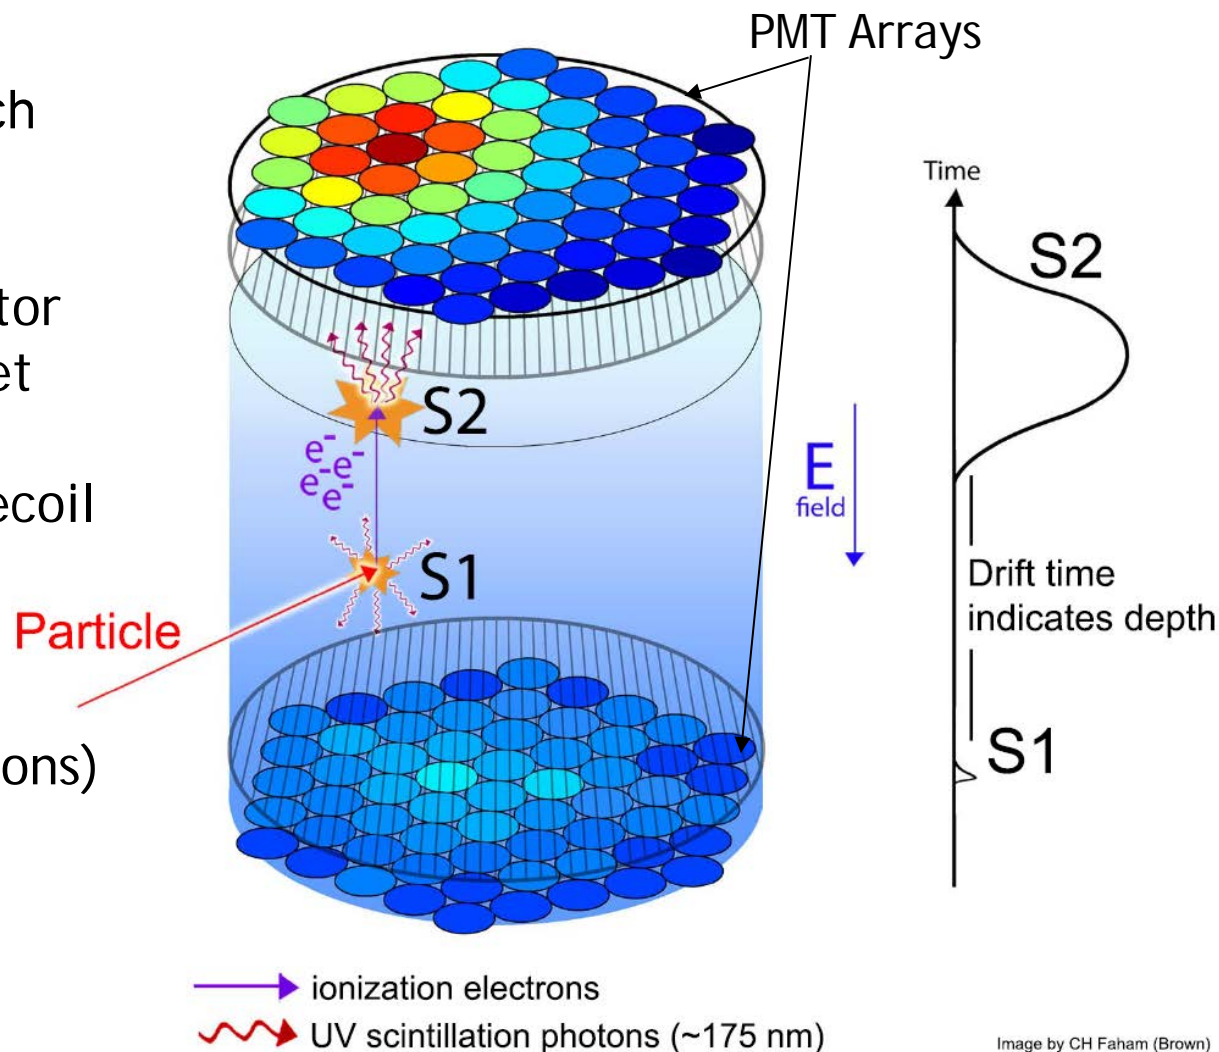 PMT Arrays
ch
tor
et
ecoil
ons)
Time
S2
S2
e-
e-
e-
e-
E
field
S1
Particle
Drift time
indicates depth
S1
ionization electrons
UV scintillation photons (~175 nm)
Image by CH Faham (Brown)